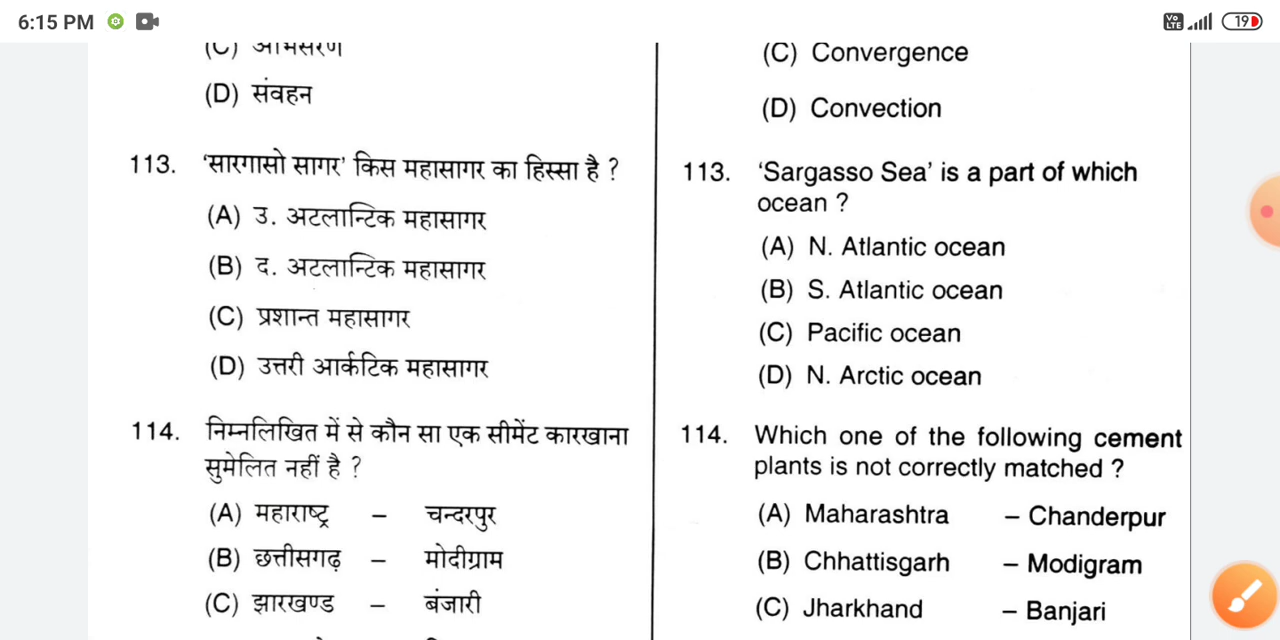 6:15 PM
Vo LTE
19
(D) संवहन
113. 'सारगासो सागर' किस महासागर का हिस्सा है ?
(A) उ. अटलान्टिक महासागर
(B) द. अटलान्टिक महासागर
(C) प्रशान्त महासागर
(D) उत्तरी आर्कटिक महासागर
114. निम्नलिखित में से कौन सा एक सीमेंट कारखाना
सुमेलित नहीं है ?
(A) महाराष्ट्र – चन्दरपुर
(B) छत्तीसगढ़ – मोदीग्राम
(C) झारखण्ड – बंजारी
(C) Convergence
(D) Convection
113. 'Sargasso Sea' is a part of which
ocean ?
(A) N. Atlantic ocean
(B) S. Atlantic ocean
(C) Pacific ocean
(D) N. Arctic ocean
114. Which one of the following cement
plants is not correctly matched ?
(A) Maharashtra – Chanderpur
(B) Chhattisgarh – Modigram
(C) Jharkhand – Banjari